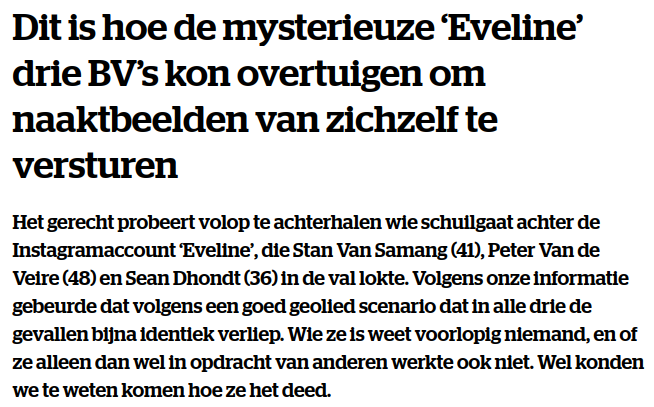 Dit is hoe de mysterieuze ‘Eveline’
drie BV’s kon overtuigen om
naaktbeelden van zichzelf te
versturen
Het gerecht probeert volop te achterhalen wie schuilgaat achter de
Instagramaccount ‘Eveline’, die Stan Van Samang (41), Peter Van de
Veire (48) en Sean Dhondt (36) in de val lokte. Volgens onze informatie
gebeurde dat volgens een goed geolied scenario dat in alle drie de
gevallen bijna identiek verliep. Wie ze is weet voorlopig niemand, en of
ze alleen dan wel in opdracht van anderen werkte ook niet. Wel konden
we te weten komen hoe ze het deed.